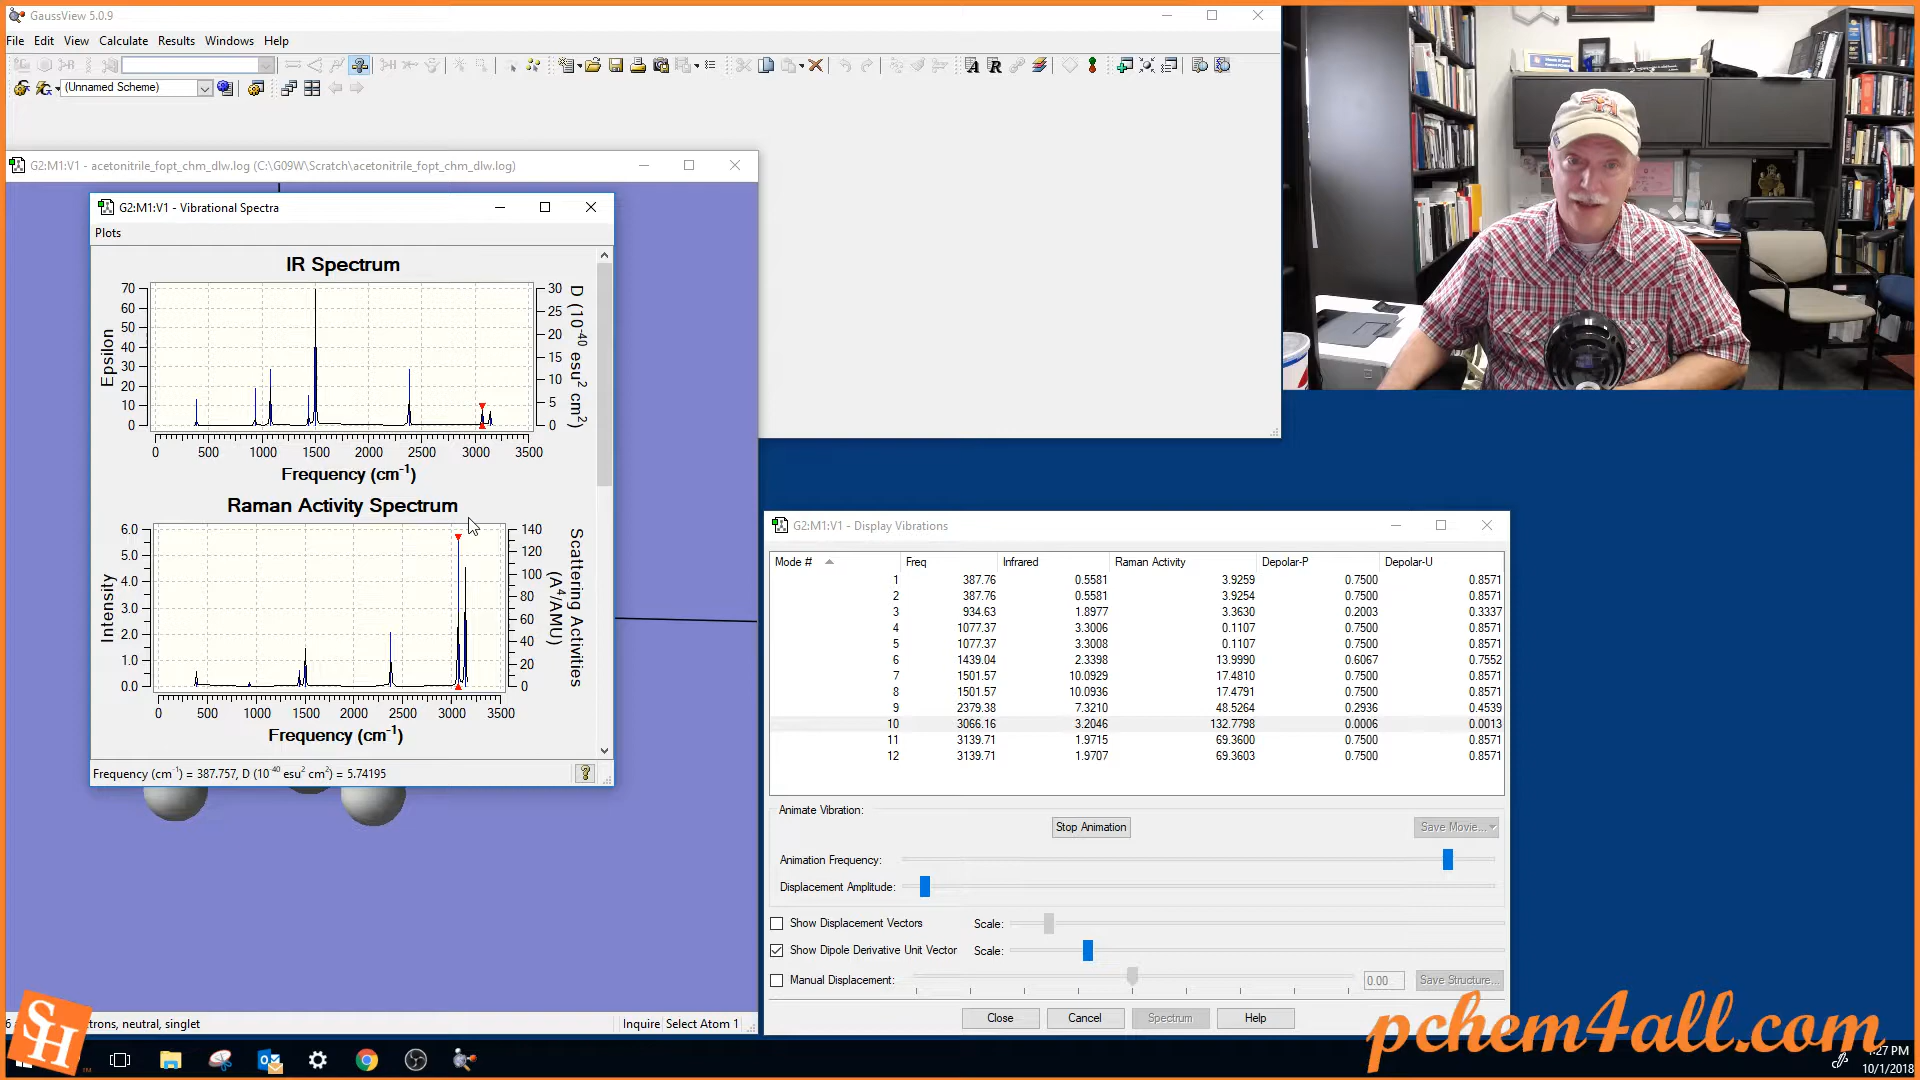 GaussView 5.0.9
File Edit View Calculate Results Windows Help
(Unnamed Scheme)
G2:M1:V1 - acetonitrile_fopt_chm_dlw.log (C:\G09W\Scratch\acetonitrile_fopt_chm_dlw.log)
G2:M1:V1 - Vibrational Spectra
Plots
IR Spectrum
70
60
50
40
30
20
10
0
Epsilon
30
25
20
15
10
5
0
D (10⁻⁴⁰ esu² cm²)
0 500 1000 1500 2000 2500 3000 3500
Frequency (cm⁻¹)
Raman Activity Spectrum
6.0
5.0
4.0
3.0
2.0
1.0
0.0
Intensity
140
120
100
80
60
40
20
0
Scattering Activities
(A⁴/AMU)
0 500 1000 1500 2000 2500 3000 3500
Frequency (cm⁻¹)
Frequency (cm⁻¹) = 387.757, D (10⁻⁴⁰ esu² cm²) = 5.74195
G2:M1:V1 - Display Vibrations
Mode # Freq Infrared Raman Activity Depolar-P Depolar-U
1 387.76 0.5581 3.9259 0.7500 0.8571
2 387.76 0.5581 3.9254 0.7500 0.8571
3 934.63 1.8977 3.3630 0.2003 0.3337
4 1077.37 3.3006 0.1107 0.7500 0.8571
5 1077.37 3.3008 0.1107 0.7500 0.8571
6 1439.04 2.3398 13.9990 0.6067 0.7552
7 1501.57 10.0929 17.4810 0.7500 0.8571
8 1501.57 10.0936 17.4791 0.7500 0.8571
9 2379.38 7.3210 48.5264 0.2936 0.4539
10 3066.16 3.2046 132.7798 0.0006 0.0013
11 3139.71 1.9715 69.3600 0.7500 0.8571
12 3139.71 1.9707 69.3603 0.7500 0.8571
Animate Vibration:
Stop Animation Save Movie...
Animation Frequency:
Displacement Amplitude:
Show Displacement Vectors Scale:
Show Dipole Derivative Unit Vector Scale:
Manual Displacement: 0.00 Save Structure...
Close Cancel Spectrum Help
6 trons, neutral, singlet Inquire Select Atom 1
SH
TM
pchem4all.com
:27 PM
10/1/2018